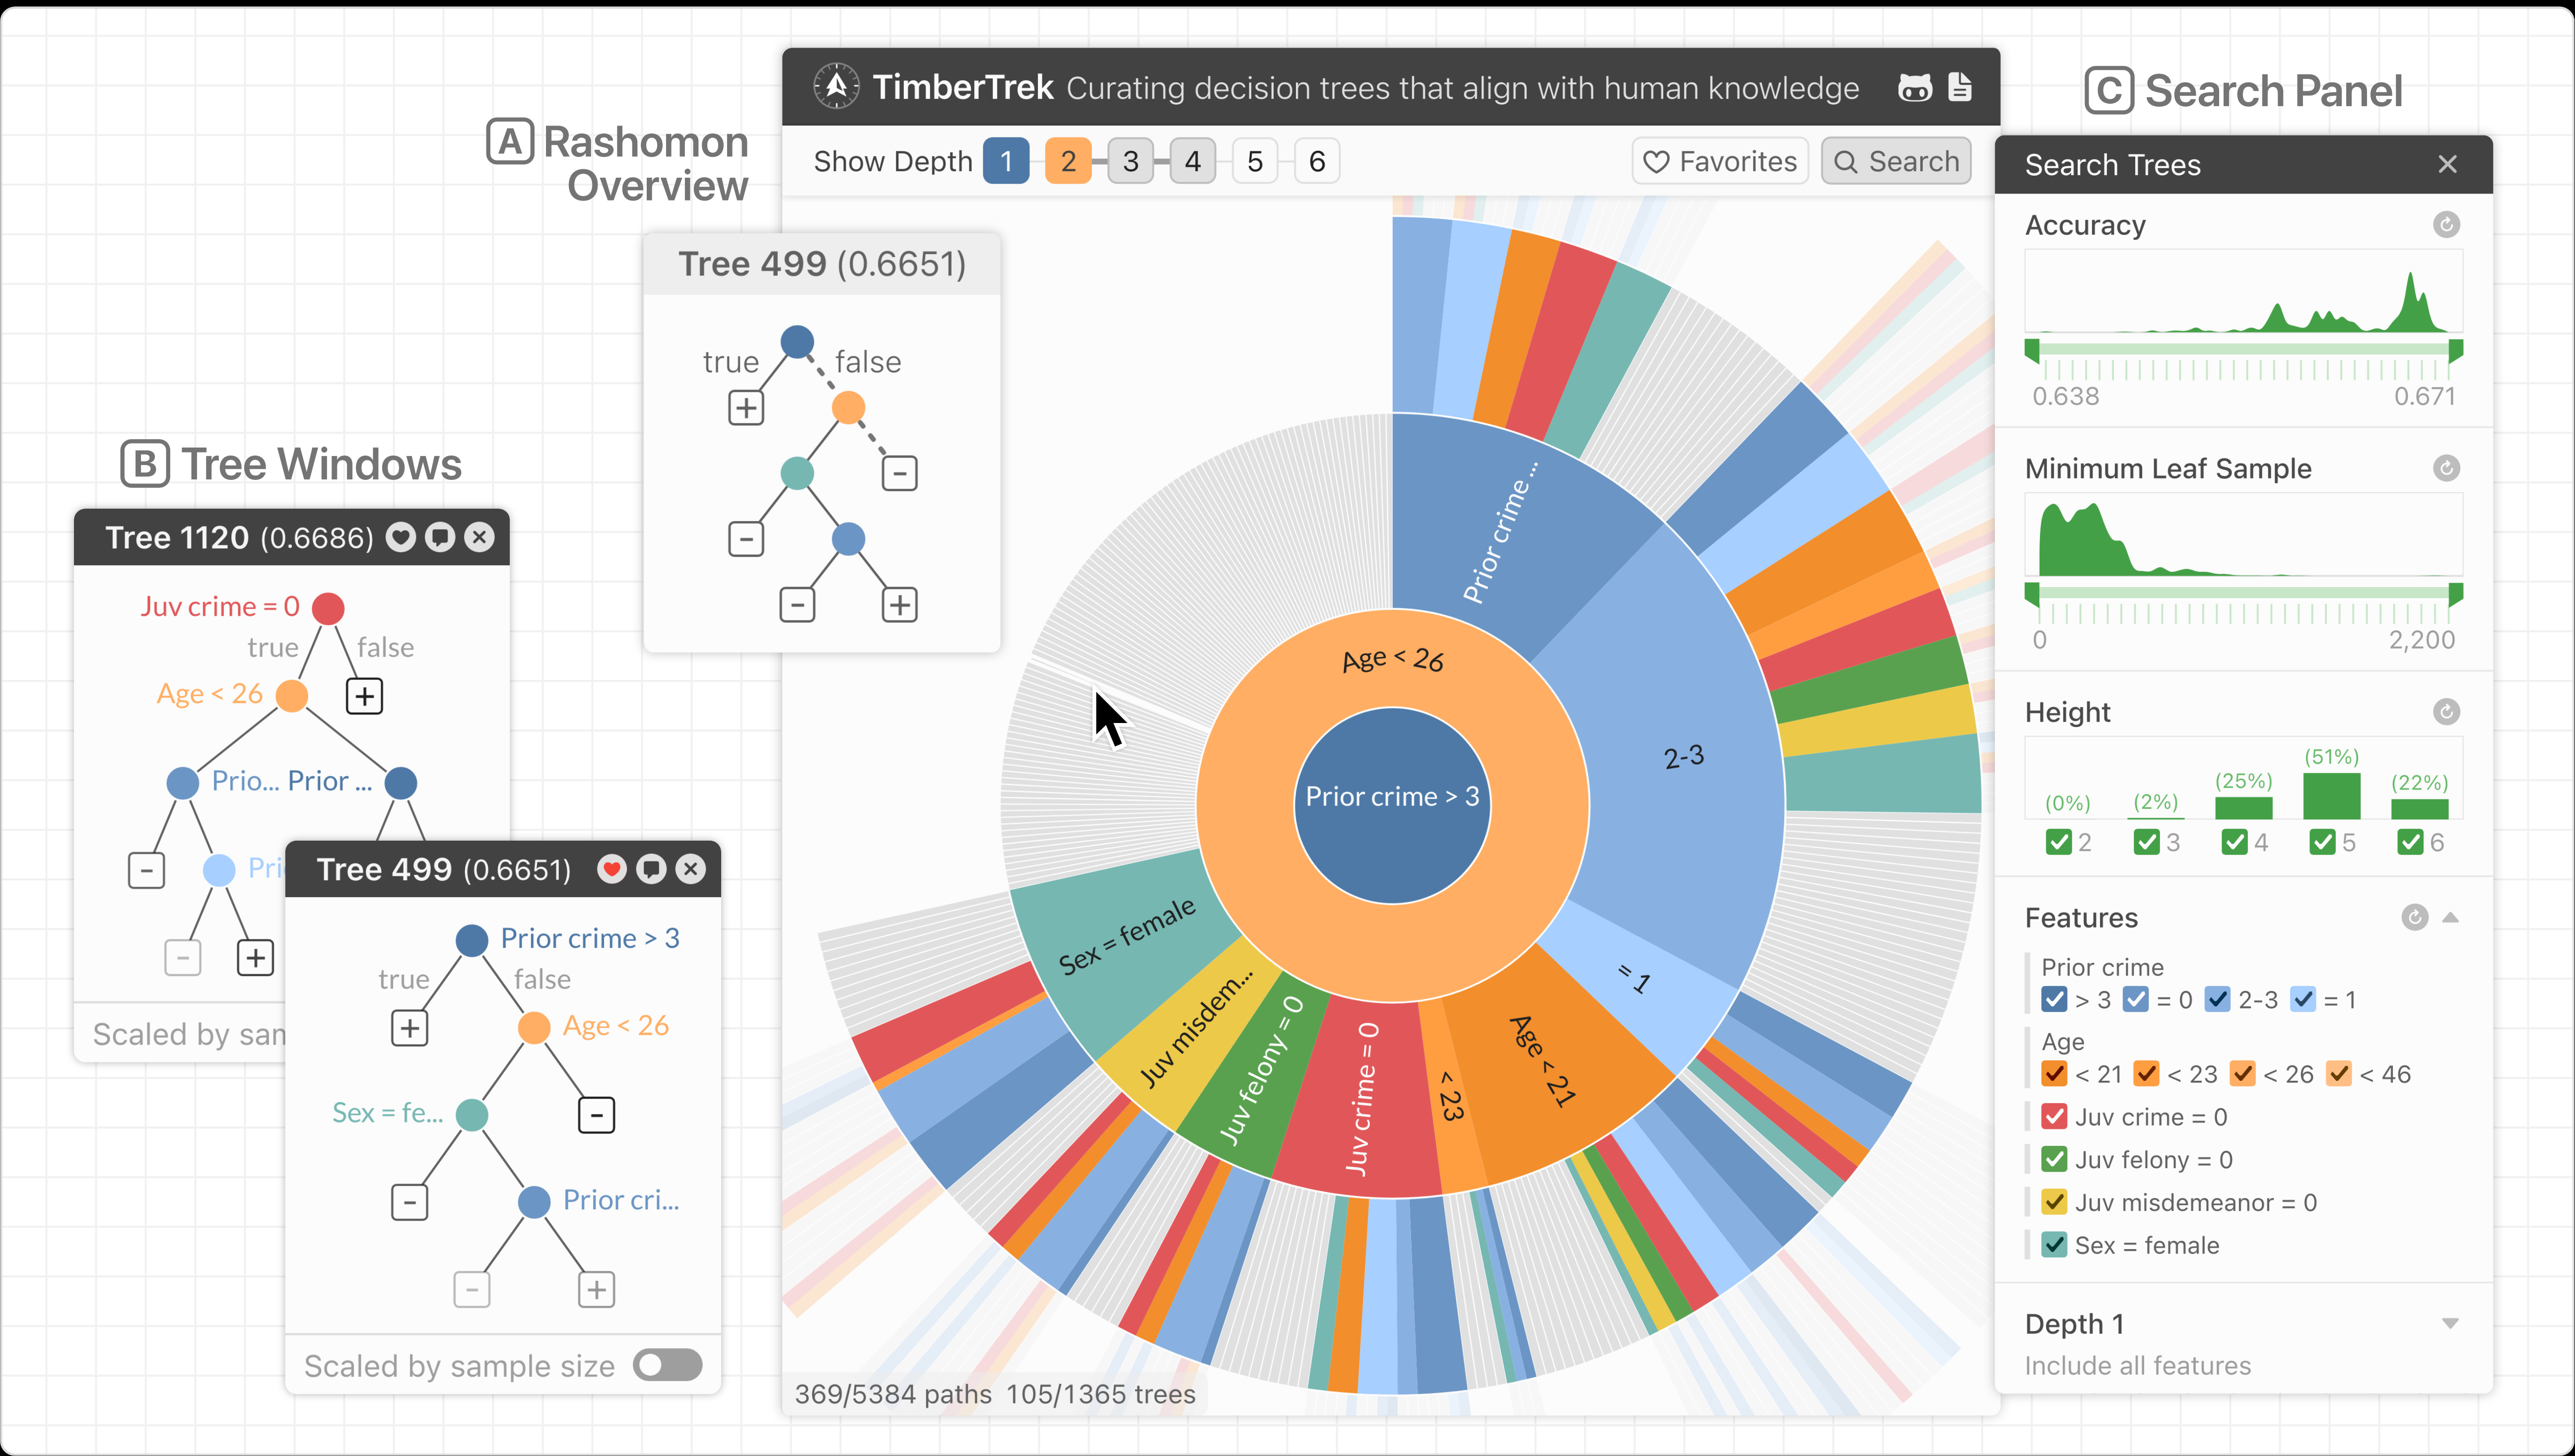 A Rashomon
Overview
TimberTrek Curating decision trees that align with human knowledge
Show Depth 1 2 3 4 5 6
Favorites
Search
Tree 499 (0.6651)
true false
+
-
-
- +
B Tree Windows
Tree 1120 (0.6686)
Juv crime = 0
true false
Age < 26
+
Prio... Prior ...
-
- +
Scaled by sam
Tree 499 (0.6651)
Prior crime > 3
true false
+
Age < 26
Sex = fe...
-
-
Prior cri...
- +
Scaled by sample size
Prior crime ...
2-3
= 1
Age < 21
< 23
Juv crime = 0
Juv felony = 0
Juv misdem...
Sex = female
Age < 26
Prior crime > 3
369/5384 paths 105/1365 trees
C Search Panel
Search Trees
Accuracy
0.638 0.671
Minimum Leaf Sample
0 2,200
Height
(0%) (2%) (25%) (51%) (22%)
2 3 4 5 6
Features
Prior crime
> 3 = 0 2-3 = 1
Age
< 21 < 23 < 26 < 46
Juv crime = 0
Juv felony = 0
Juv misdemeanor = 0
Sex = female
Depth 1
Include all features